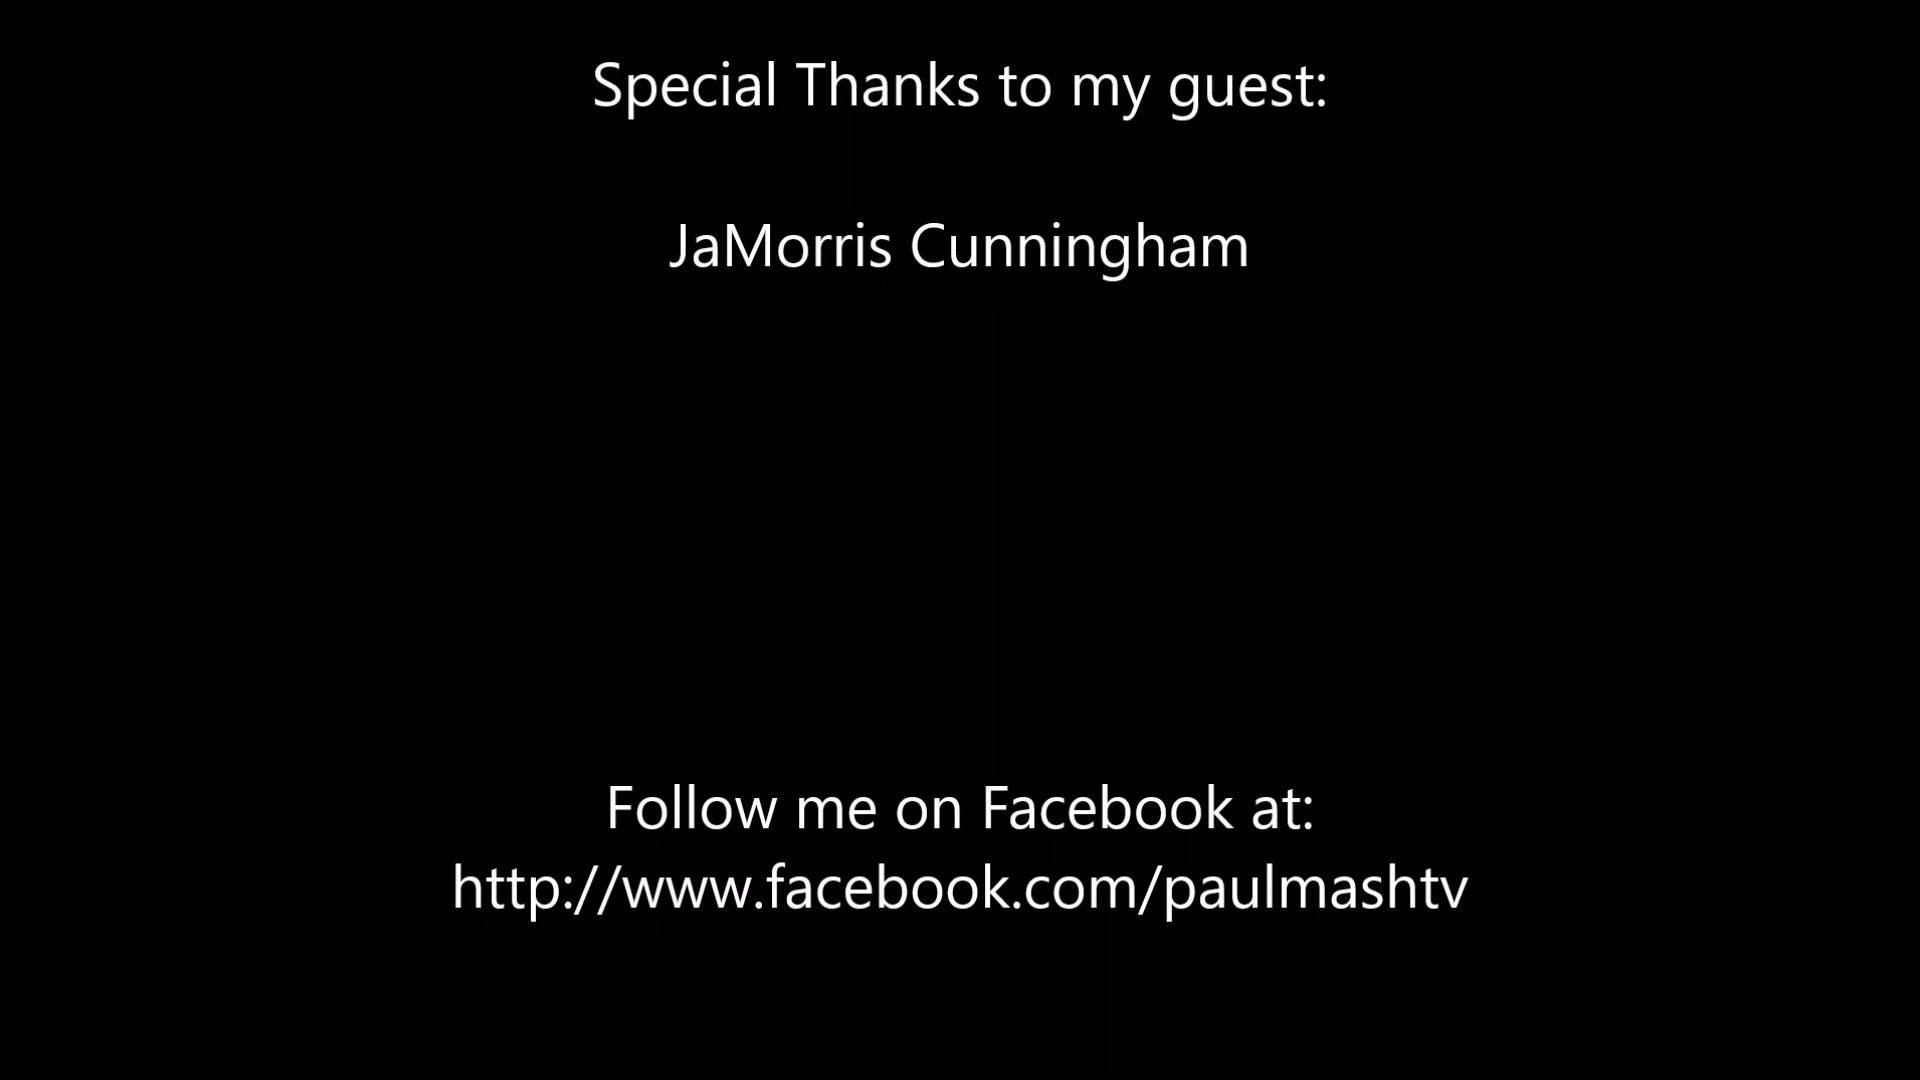 Special Thanks to my guest:
JaMorris Cunningham
Follow me on Facebook at:
http://www.facebook.com/paulmashtv